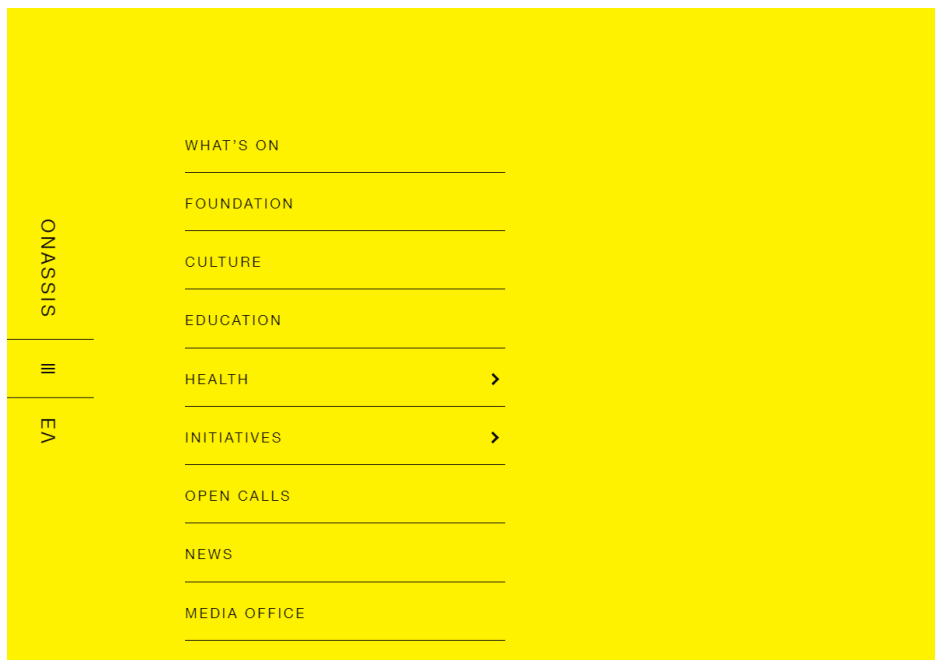 ONASSIS
ΕΛ
WHAT’S ON
FOUNDATION
CULTURE
EDUCATION
HEALTH
INITIATIVES
OPEN CALLS
NEWS
MEDIA OFFICE